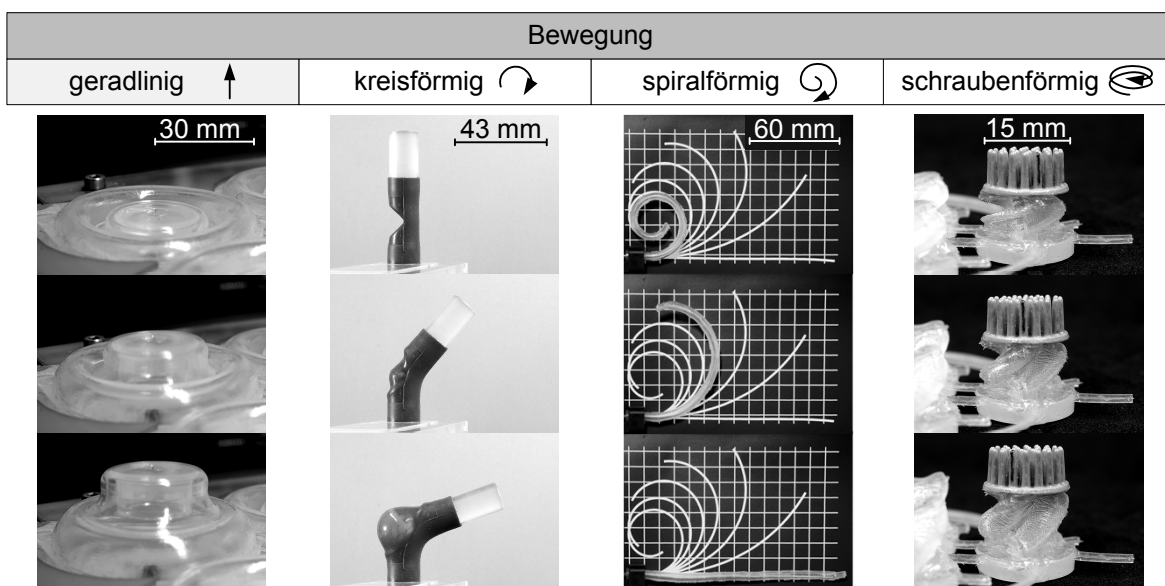 Bewegung
geradlinig
kreisförmig
spiralförmig
schraubenförmig
30 mm
43 mm
60 mm
15 mm